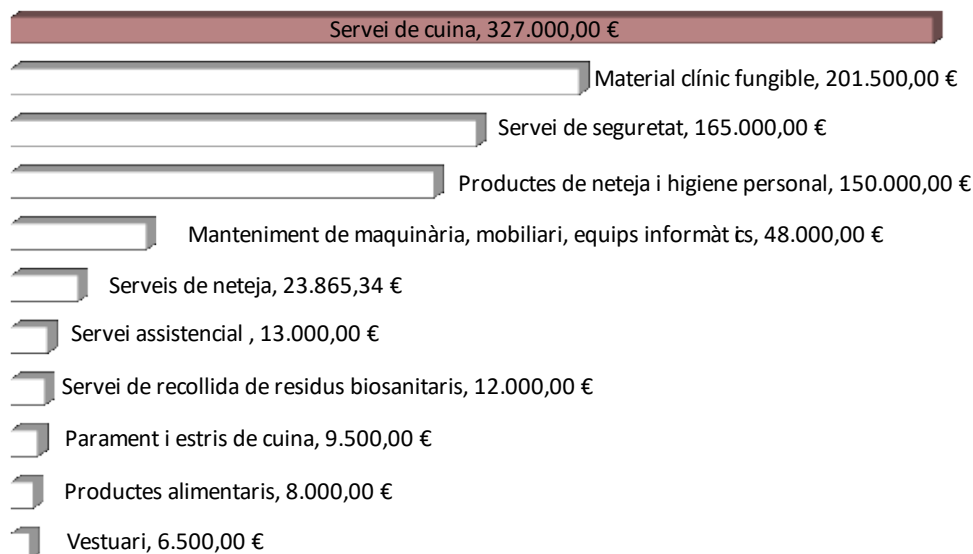 Servei de cuina, 327.000,00 €
Material clínic fungible, 201.500,00 €
Servei de seguretat, 165.000,00 €
Productes de neteja i higiene personal, 150.000,00 €
Manteniment de maquinària, mobiliari, equips informàtics, 48.000,00 €
Serveis de neteja, 23.865,34 €
Servei assistencial , 13.000,00 €
Servei de recollida de residus biosanitaris, 12.000,00 €
Parament i estris de cuina, 9.500,00 €
Productes alimentaris, 8.000,00 €
Vestuari, 6.500,00 €